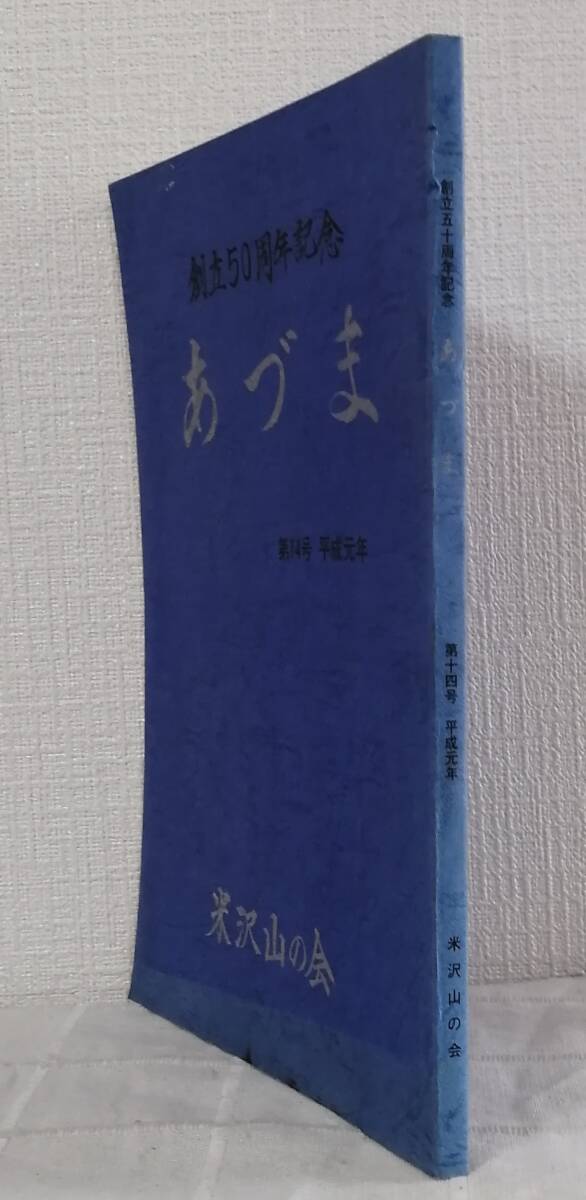 創立50周年記念
あづま
第14号 平成元年
米沢山の会
創立五十周年記念 あづま 第十四号 平成元年 米沢山の会